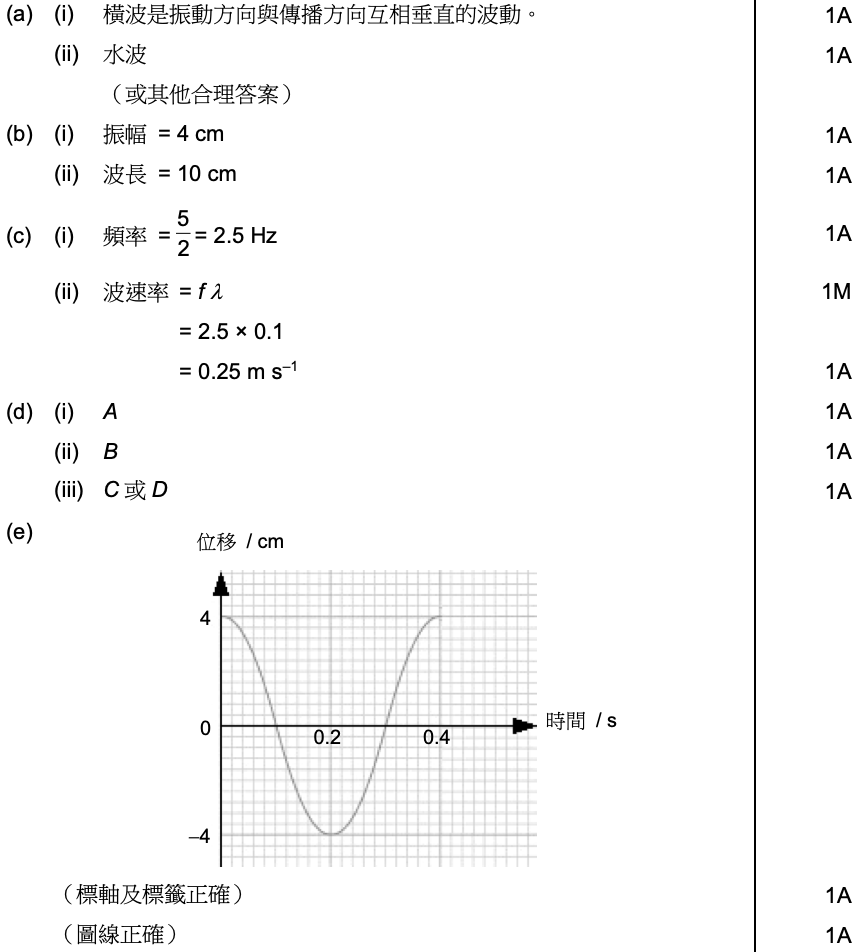 (a) (i) 橫波是振動方向與傳播方向互相垂直的波動。 1A
(ii) 水波 1A
（或其他合理答案）
(b) (i) 振幅 = 4 cm 1A
(ii) 波長 = 10 cm 1A
(c) (i) 頻率 = 5/2 = 2.5 Hz 1A
(ii) 波速率 = f λ 1M
= 2.5 × 0.1
= 0.25 m s⁻¹ 1A
(d) (i) A 1A
(ii) B 1A
(iii) C 或 D 1A
(e)
位移 / cm
4
0
0.2
0.4
時間 / s
–4
（標軸及標籤正確） 1A
（圖線正確） 1A